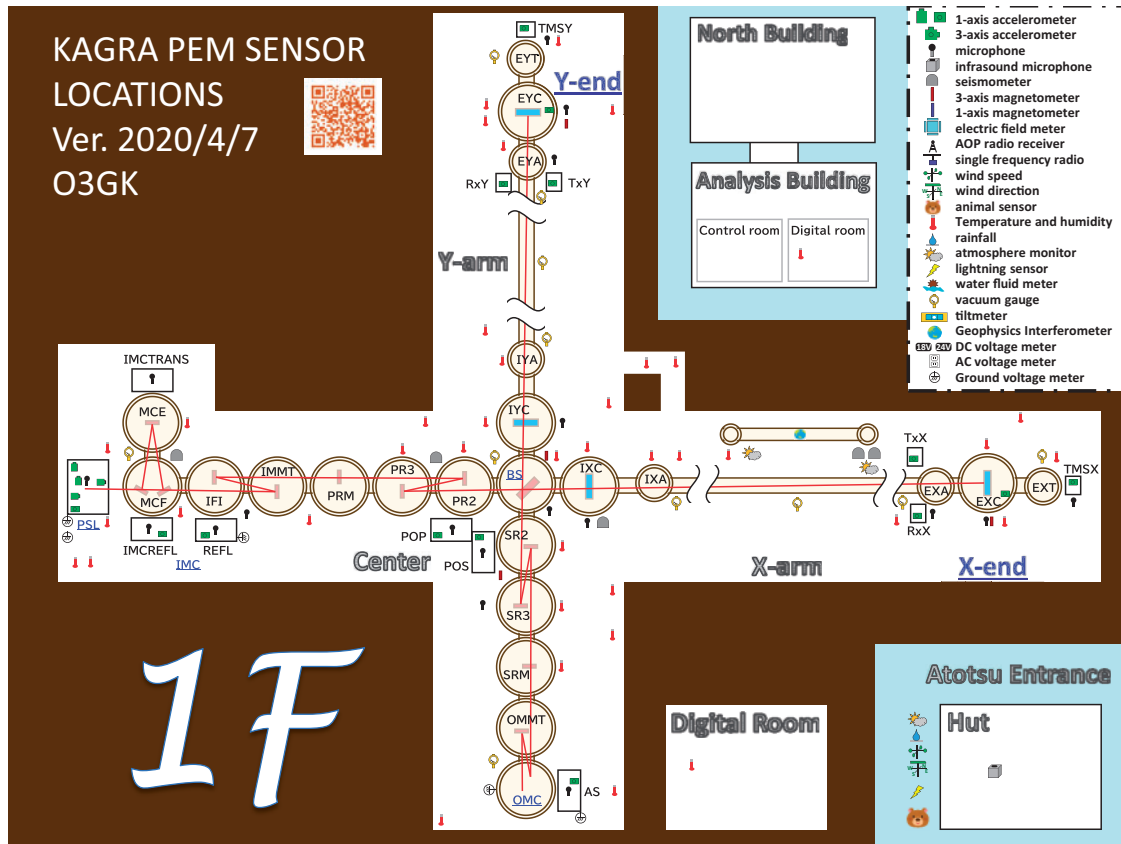 KAGRA PEM SENSOR
LOCATIONS
Ver. 2020/4/7
O3GK
TMSY
EYT
Y-end
EYC
EYA
RxY
TxY
Y-arm
North Building
Analysis Building
Control room
Digital room
1-axis accelerometer
3-axis accelerometer
microphone
infrasound microphone
seismometer
3-axis magnetometer
1-axis magnetometer
electric field meter
AOP radio receiver
single frequency radio
wind speed
wind direction
animal sensor
Temperature and humidity
rainfall
atmosphere monitor
lightning sensor
water fluid meter
vacuum gauge
tiltmeter
Geophysics Interferometer
18V 24V DC voltage meter
AC voltage meter
Ground voltage meter
IYA
IYC
IMCTRANS
MCE
MCF
IFI
IMMT
PRM
PR3
PR2
BS
IXC
IXA
TxX
EXA
EXC
EXT
TMSX
RxX
PSL
IMCREFL
REFL
IMC
POP
POS
Center
X-arm
X-end
SR2
SR3
SRM
OMMT
OMC
AS
1F
Digital Room
Atotsu Entrance
Hut